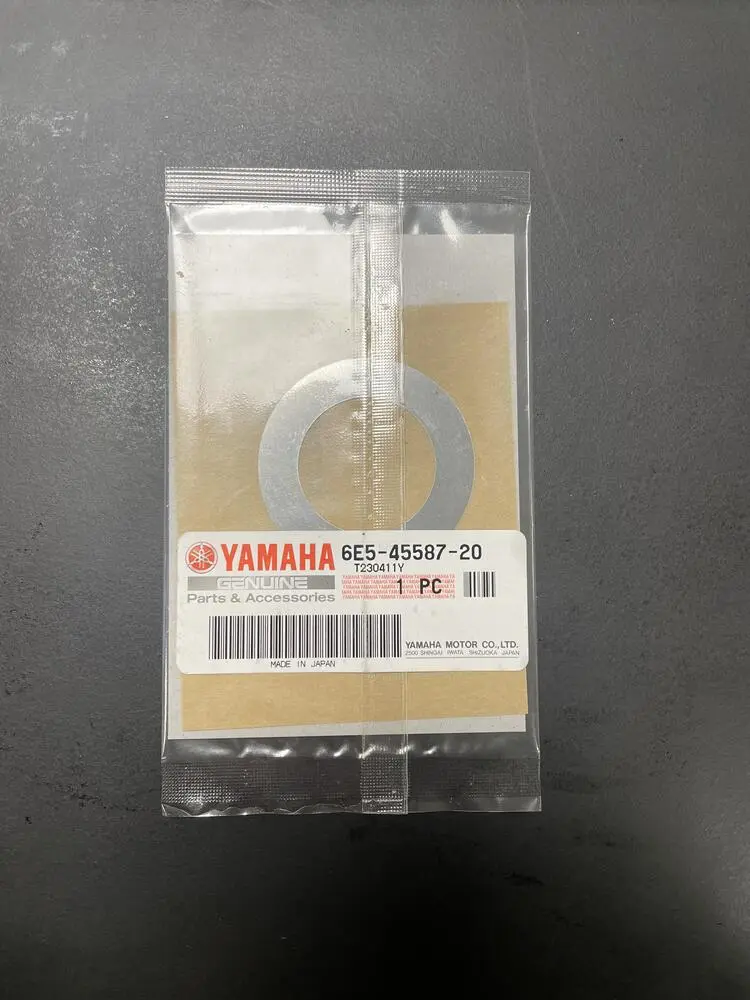 YAMAHA 6E5-45587-20
T230411Y
GENUINE
Parts & Accessories
1 PC
YAMAHA MOTOR CO.,LTD.
2500 SHINGAI IWATA SHIZUOKA JAPAN
MADE IN JAPAN